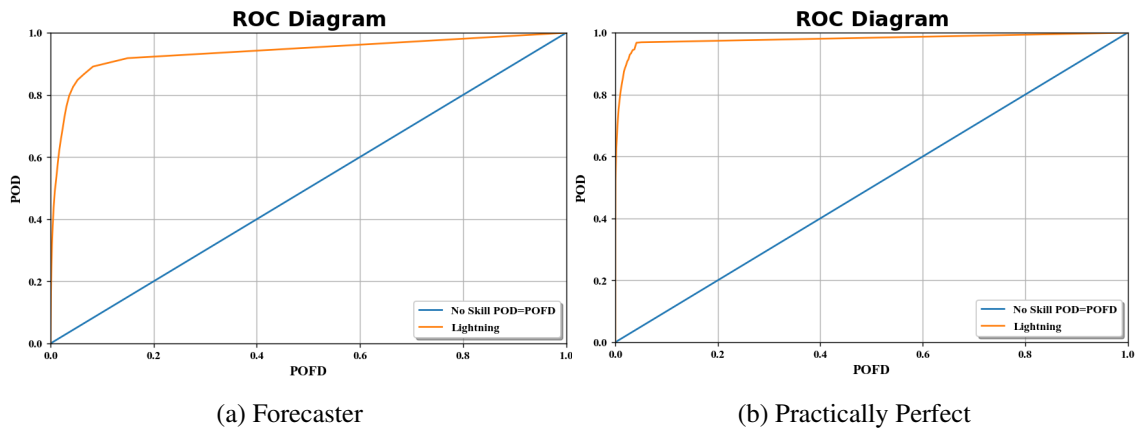 ROC Diagram
1.0
0.8
0.6
0.4
0.2
0.0
POD
0.0 0.2 0.4 0.6 0.8 1.0
POFD
No Skill POD=POFD
Lightning
(a) Forecaster
ROC Diagram
1.0
0.8
0.6
0.4
0.2
0.0
POD
0.0 0.2 0.4 0.6 0.8 1.0
POFD
No Skill POD=POFD
Lightning
(b) Practically Perfect